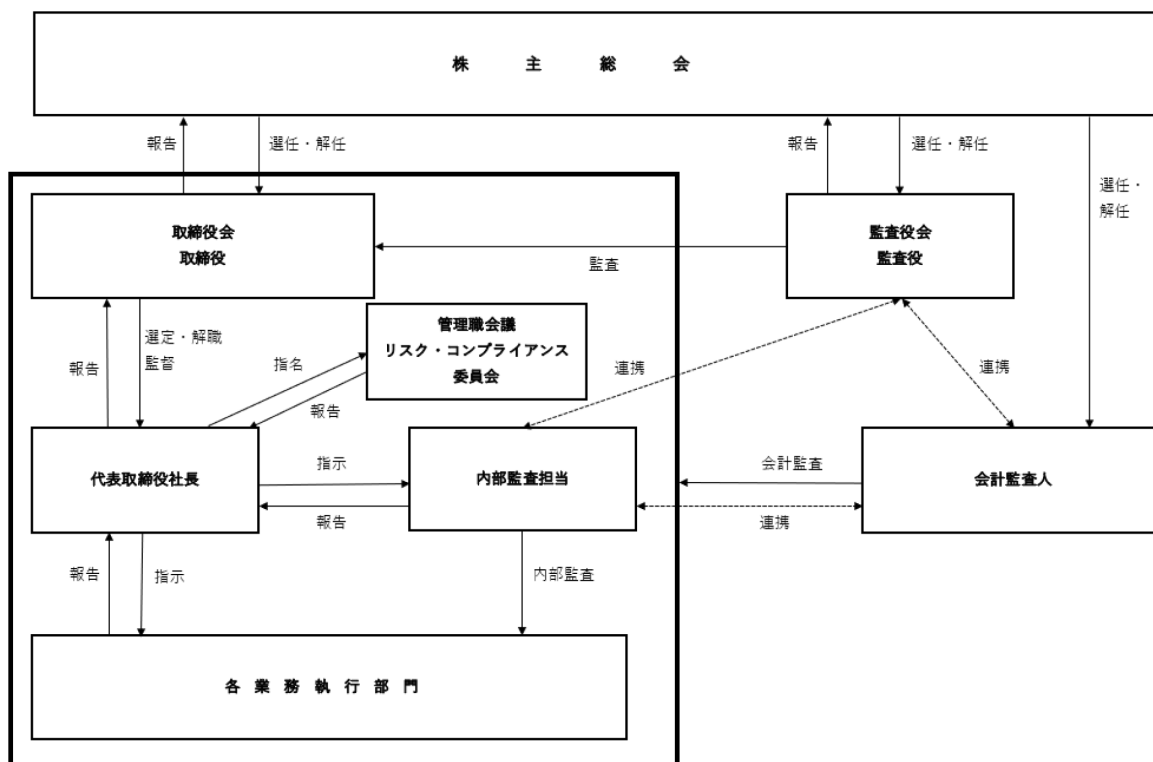 株主総会
報告
選任・解任
報告
選任・解任
選任・
解任
取締役会
取締役
監査役会
監査役
監査
管理職会議
リスク・コンプライアンス
委員会
報告
選定・解職
監督
指名
報告
連携
連携
代表取締役社長
指示
報告
内部監査担当
会計監査
連携
会計監査人
報告
指示
内部監査
各業務執行部門